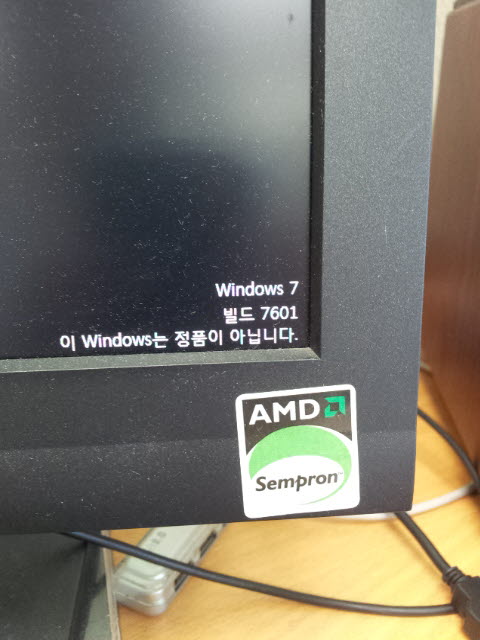 Windows 7
빌드 7601
이 Windows는 정품이 아닙니다.
AMD
Sempron™